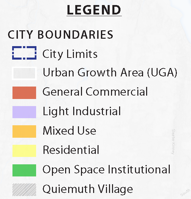 LEGEND
CITY BOUNDARIES
City Limits
Urban Growth Area (UGA)
General Commercial
Light Industrial
Mixed Use
Residential
Open Space Institutional
Quiemuth Village